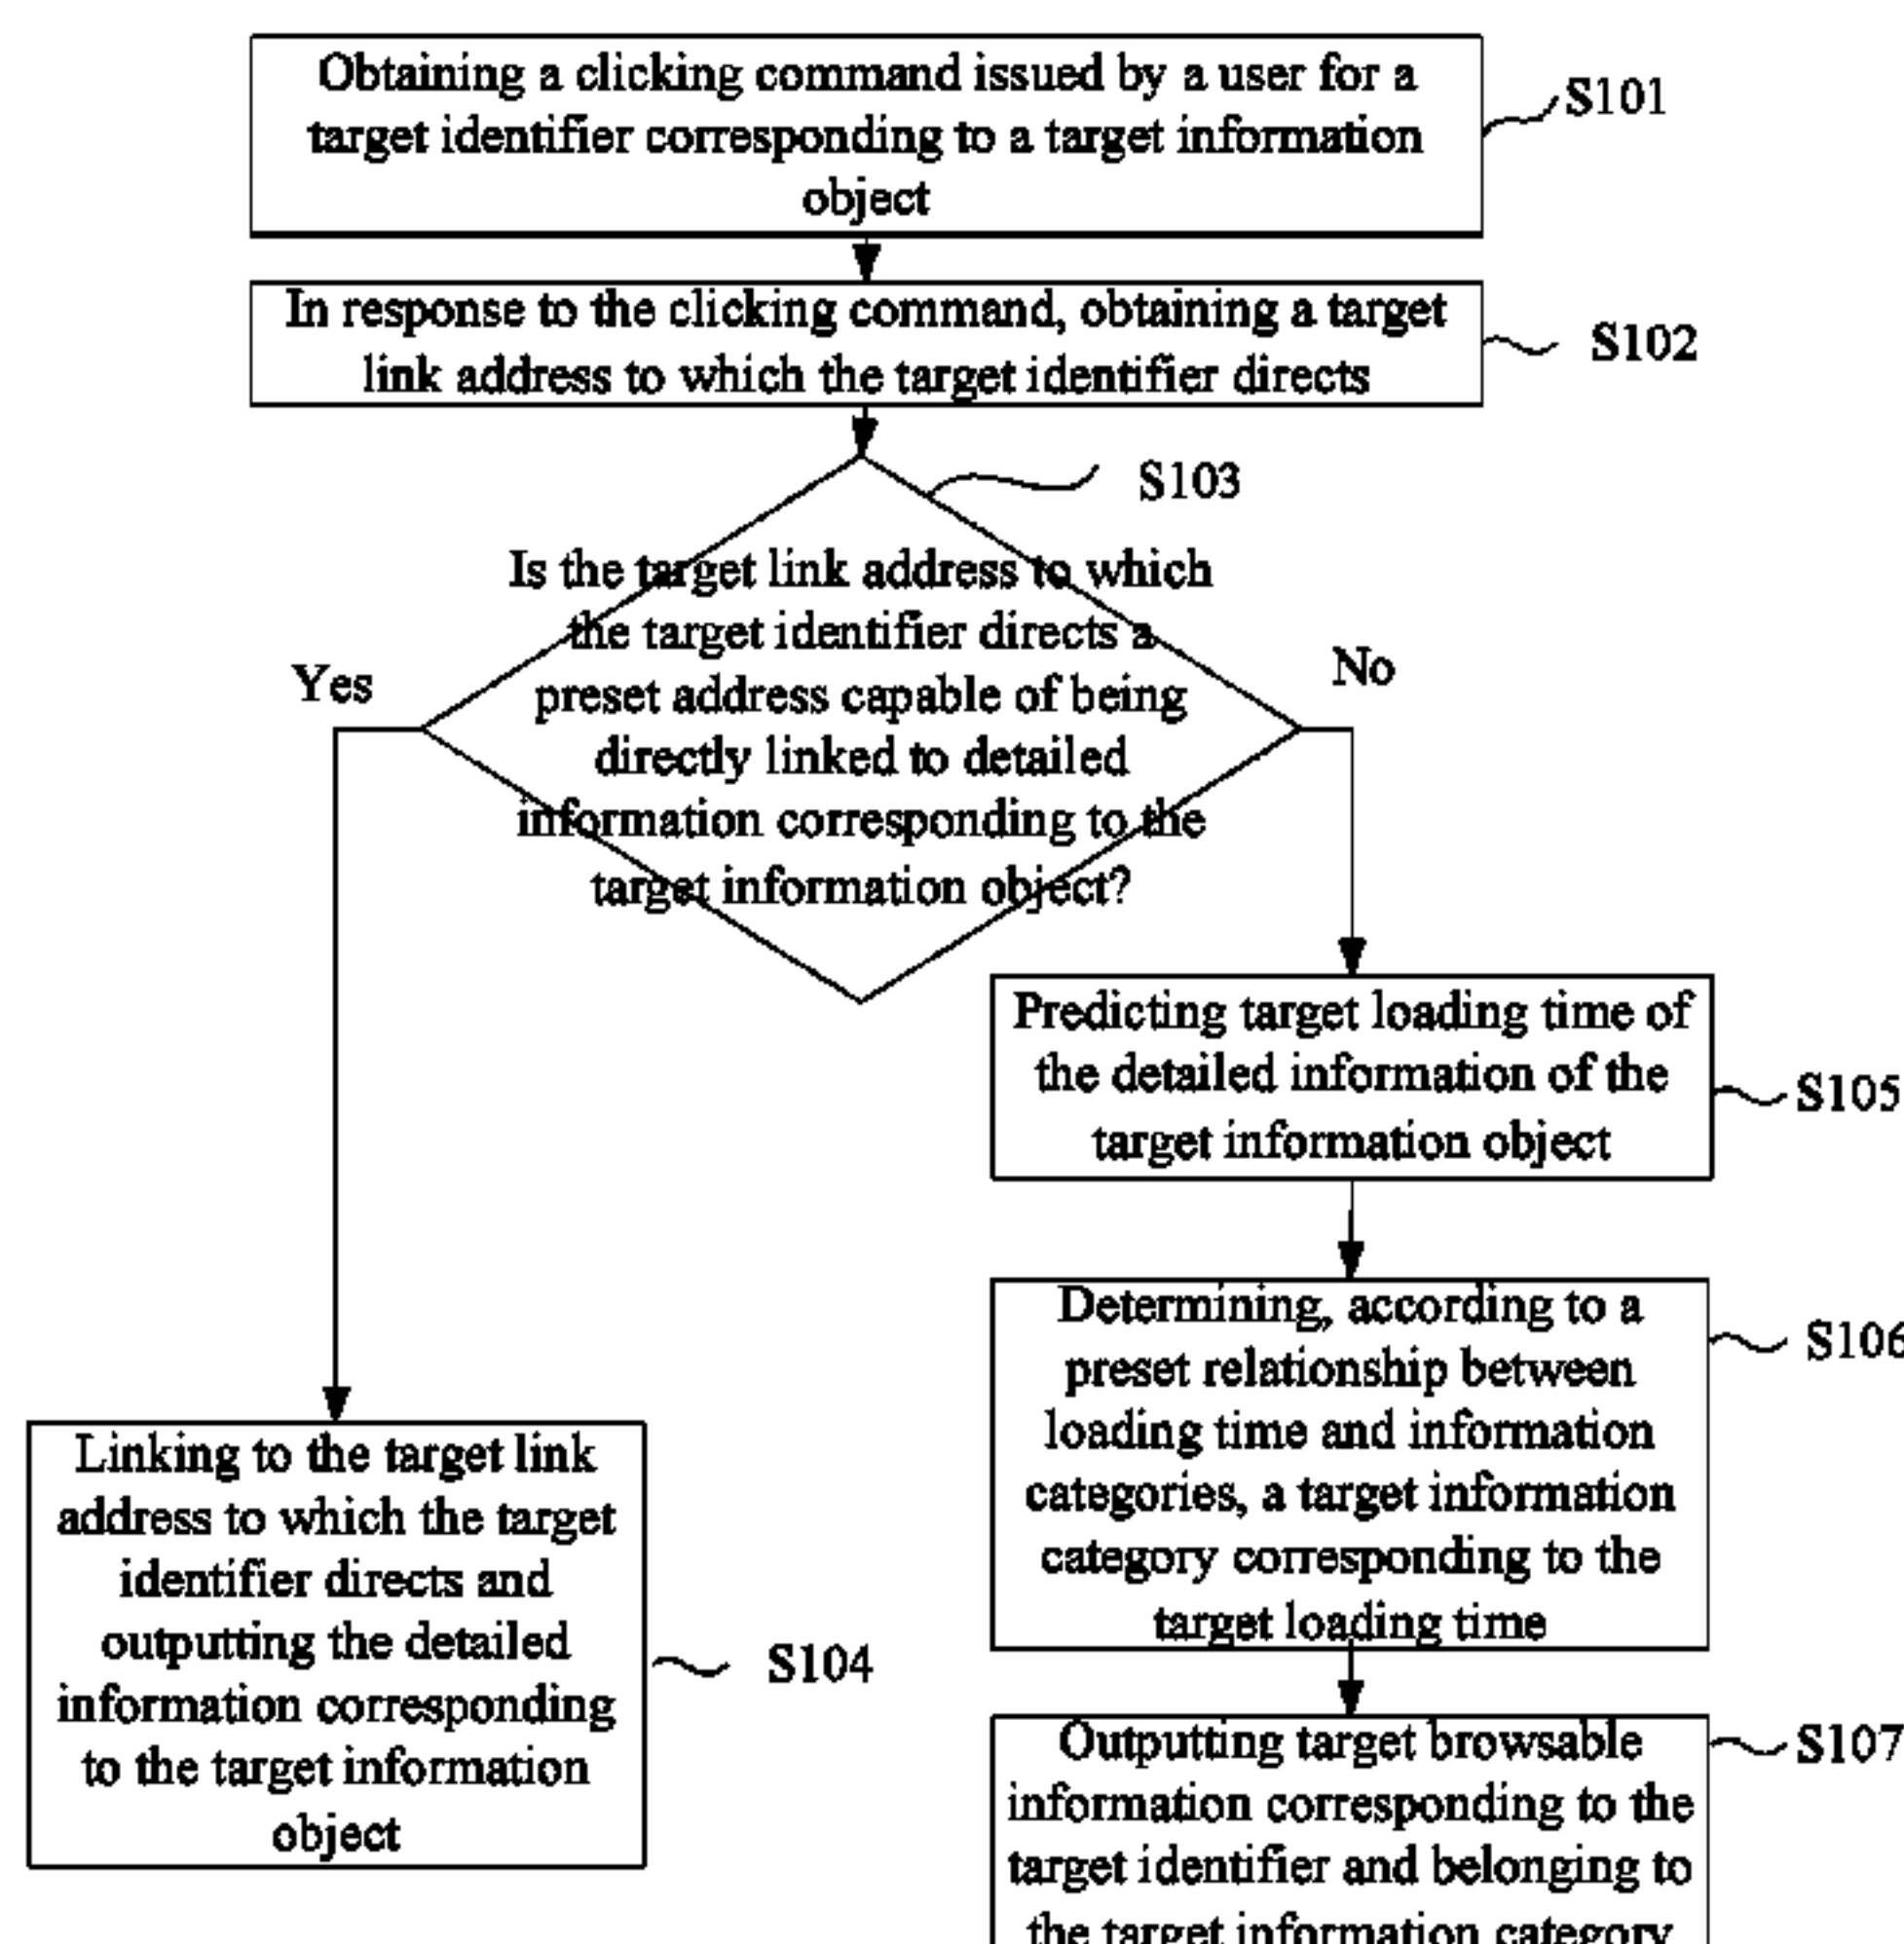 Obtaining a clicking command issued by a user for a
target identifier corresponding to a target information
object
S101
In response to the clicking command, obtaining a target
link address to which the target identifier directs
S102
S103
Is the target link address to which
the target identifier directs a
preset address capable of being
directly linked to detailed
information corresponding to the
target information object?
Yes
No
Predicting target loading time of
the detailed information of the
target information object
S105
Determining, according to a
preset relationship between
loading time and information
categories, a target information
category corresponding to the
target loading time
S106
Linking to the target link
address to which the target
identifier directs and
outputting the detailed
information corresponding
to the target information
object
S104
Outputting target browsable
information corresponding to the
target identifier and belonging to
the target information category
S107